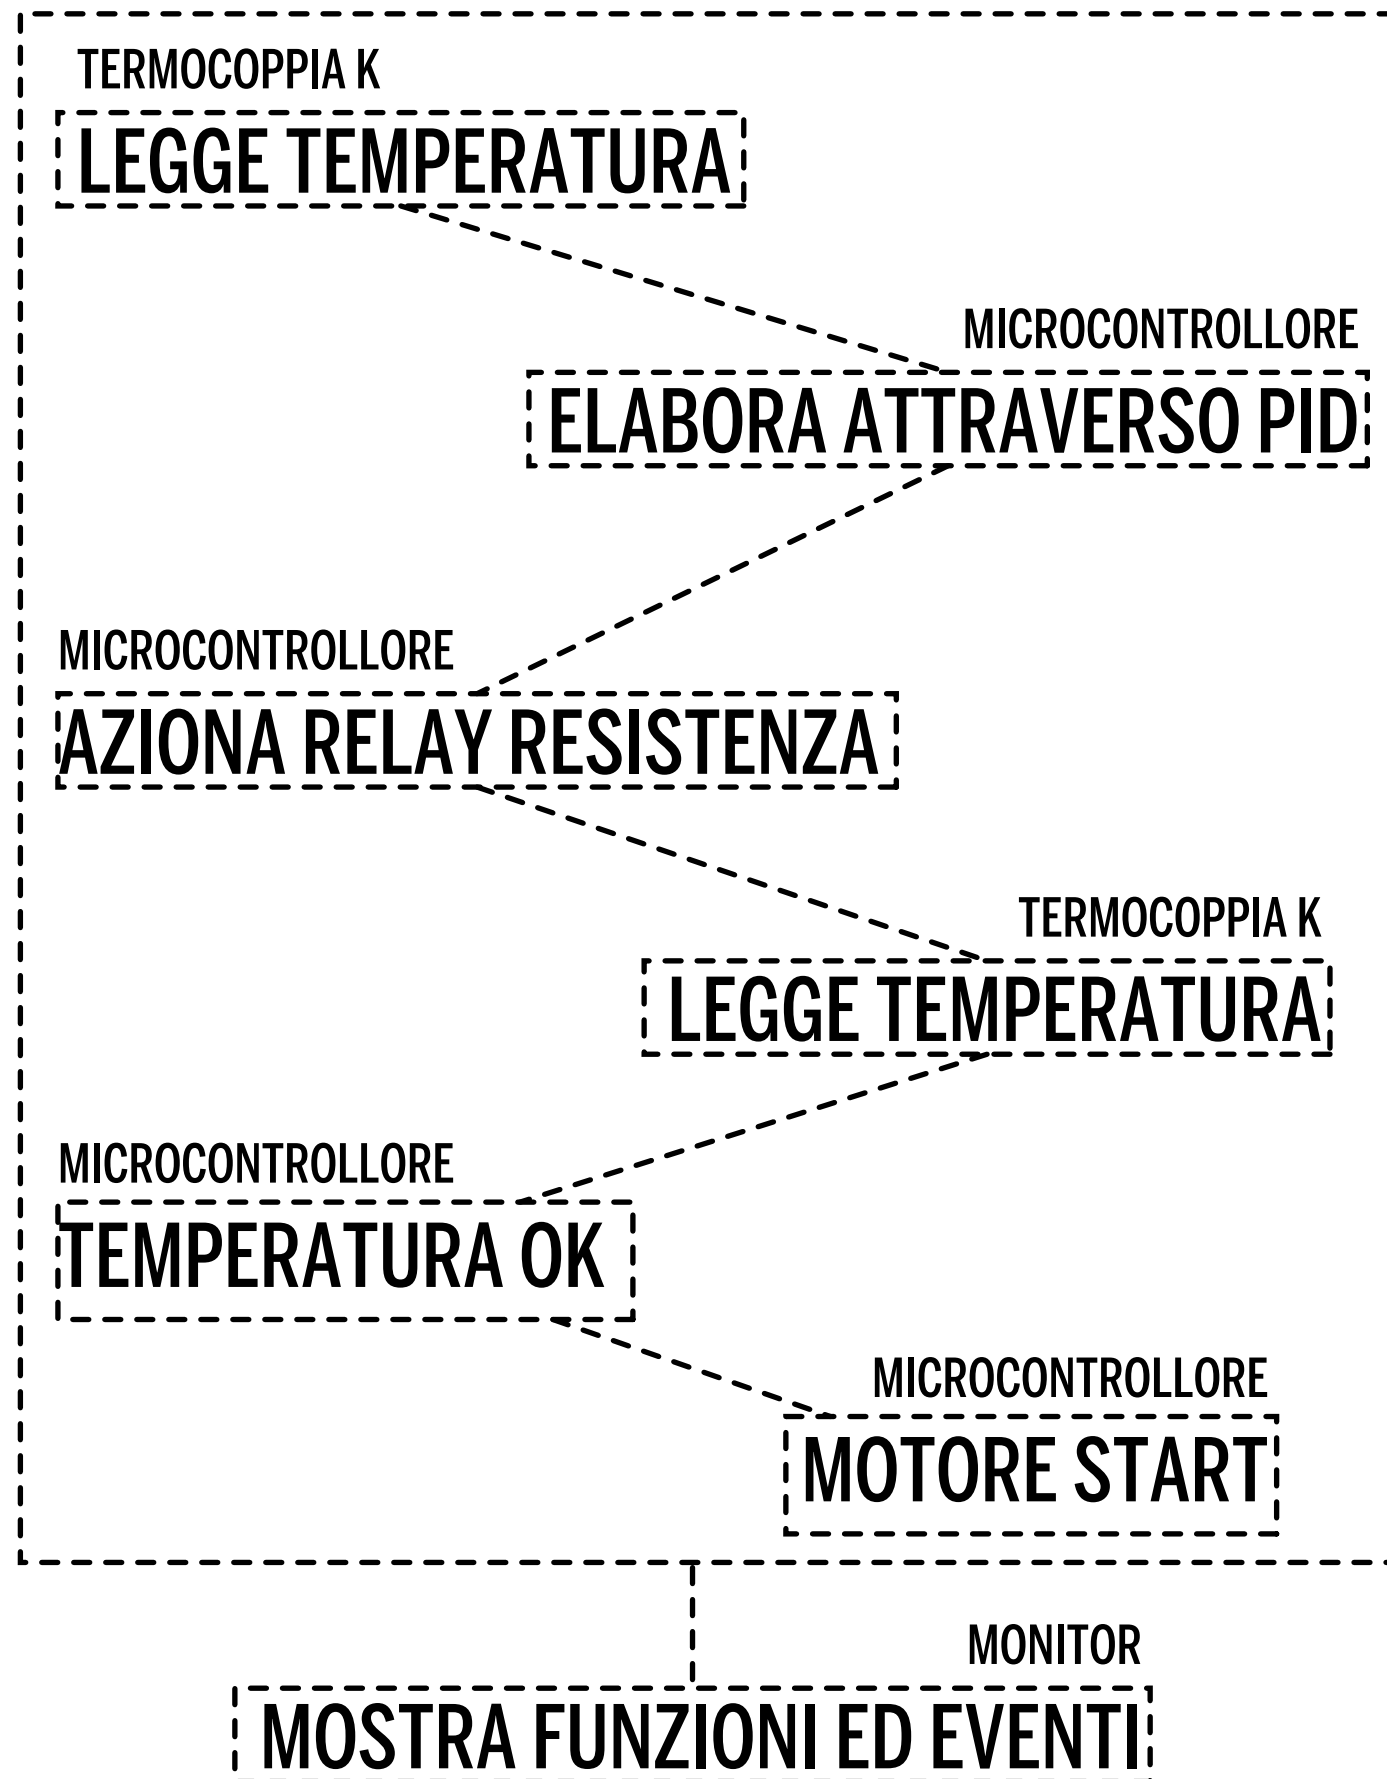 TERMOCOPPIA K
LEGGE TEMPERATURA
MICROCONTROLLORE
ELABORA ATTRAVERSO PID
MICROCONTROLLORE
AZIONA RELAY RESISTENZA
TERMOCOPPIA K
LEGGE TEMPERATURA
MICROCONTROLLORE
TEMPERATURA OK
MICROCONTROLLORE
MOTORE START
MONITOR
MOSTRA FUNZIONI ED EVENTI